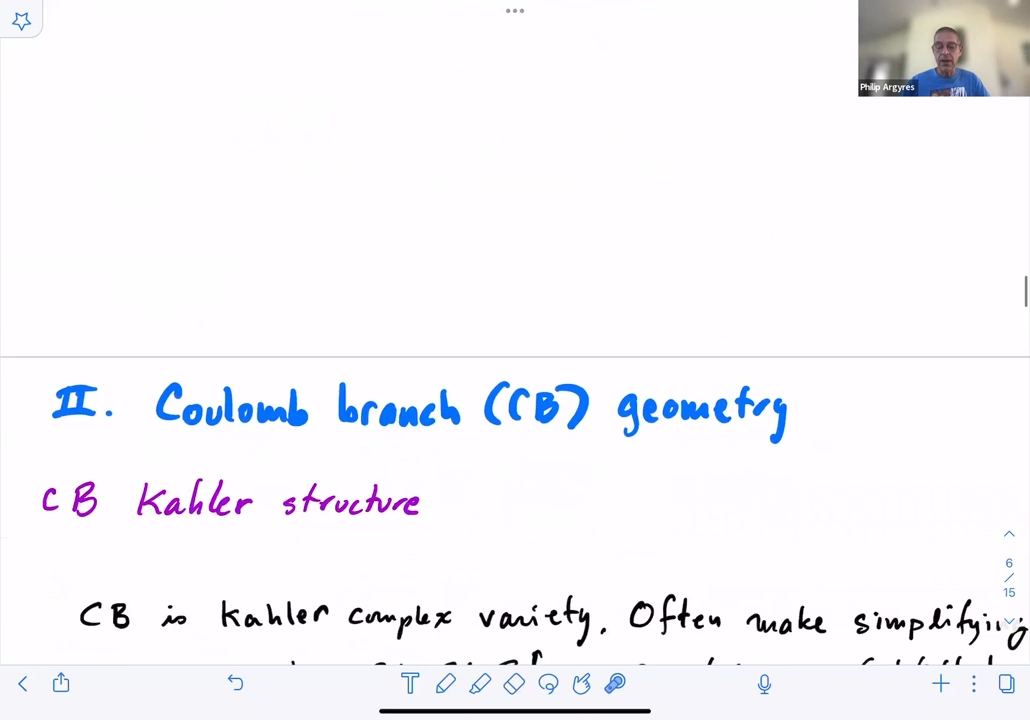 Philip Argyres
II. Coulomb branch (CB) geometry
CB Kahler structure
6
/
15
CB is Kahler complex variety. Often make simplifying
T